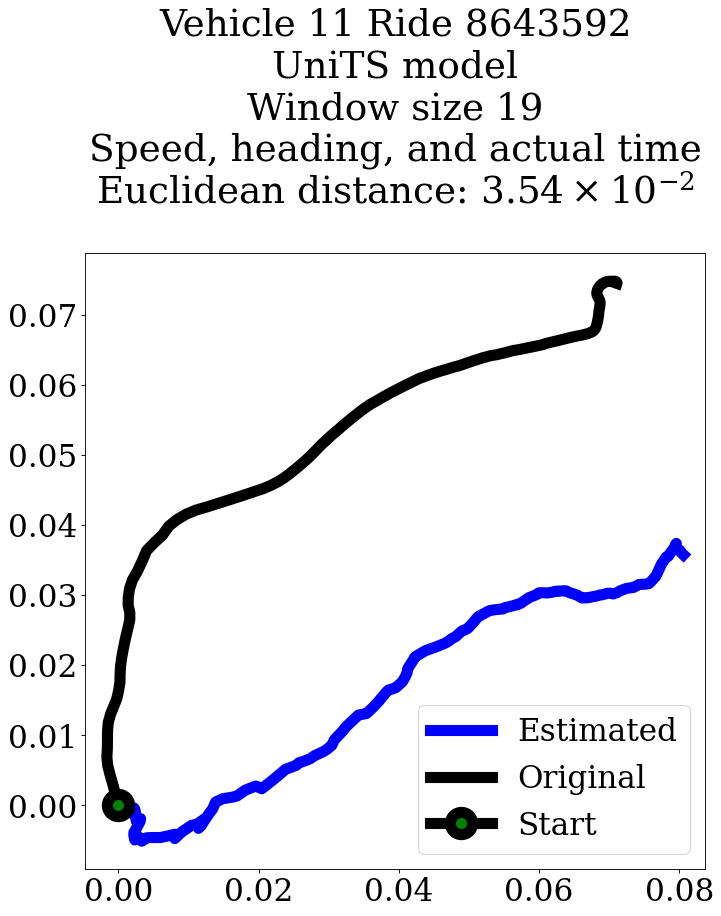 Vehicle 11 Ride 8643592
UniTS model
Window size 19
Speed, heading, and actual time
Euclidean distance: 3.54 × 10⁻²
0.07
0.06
0.05
0.04
0.03
0.02
0.01
0.00
Estimated
Original
Start
0.00 0.02 0.04 0.06 0.08